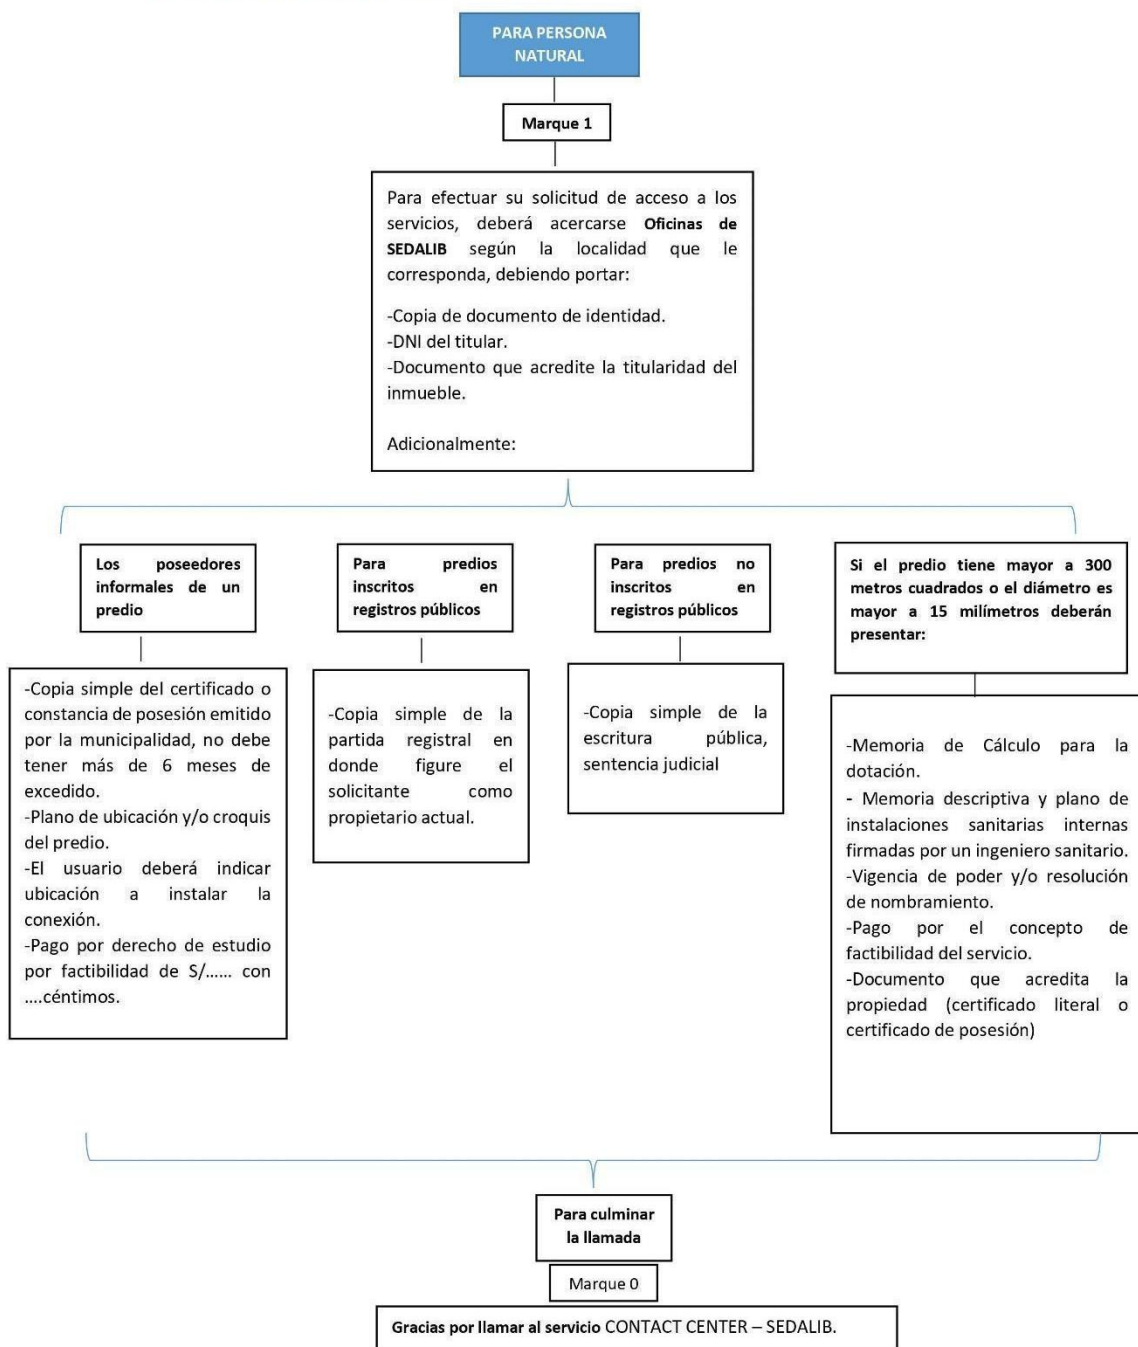 PARA PERSONA
NATURAL
Marque 1
Para efectuar su solicitud de acceso a los
servicios, deberá acercarse Oficinas de
SEDALIB según la localidad que le
corresponda, debiendo portar:
-Copia de documento de identidad.
-DNI del titular.
-Documento que acredite la titularidad del
inmueble.
Adicionalmente:
Los poseedores
informales de un
predio
-Copia simple del certificado o
constancia de posesión emitido
por la municipalidad, no debe
tener más de 6 meses de
excedido.
-Plano de ubicación y/o croquis
del predio.
-El usuario deberá indicar
ubicación a instalar la
conexión.
-Pago por derecho de estudio
por factibilidad de S/...... con
....céntimos.
Para predios
inscritos en
registros públicos
-Copia simple de la
partida registral en
donde figure el
solicitante como
propietario actual.
Para predios no
inscritos en
registros públicos
-Copia simple de la
escritura pública,
sentencia judicial
Si el predio tiene mayor a 300
metros cuadrados o el diámetro es
mayor a 15 milímetros deberán
presentar:
-Memoria de Cálculo para la
dotación.
- Memoria descriptiva y plano de
instalaciones sanitarias internas
firmadas por un ingeniero sanitario.
-Vigencia de poder y/o resolución
de nombramiento.
-Pago por el concepto de
factibilidad del servicio.
-Documento que acredita la
propiedad (certificado literal o
certificado de posesión)
Para culminar
la llamada
Marque 0
Gracias por llamar al servicio CONTACT CENTER – SEDALIB.